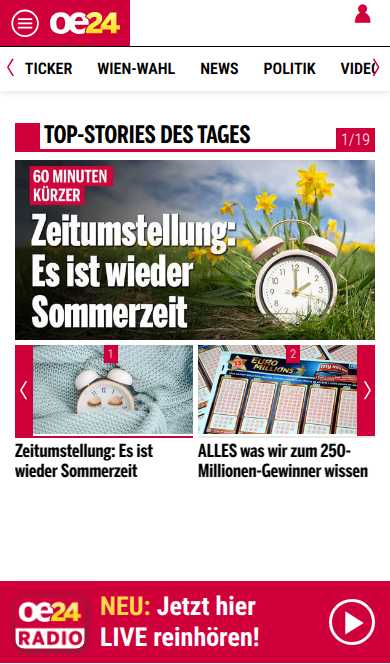 oe24
TICKER WIEN-WAHL NEWS POLITIK VIDEO
TOP-STORIES DES TAGES
1/19
60 MINUTEN
KÜRZER
Zeitumstellung:
Es ist wieder
Sommerzeit
1
2
EURO
MILLIONS
Zeitumstellung: Es ist
wieder Sommerzeit
ALLES was wir zum 250-
Millionen-Gewinner wissen
oe24
RADIO
NEU: Jetzt hier
LIVE reinhören!